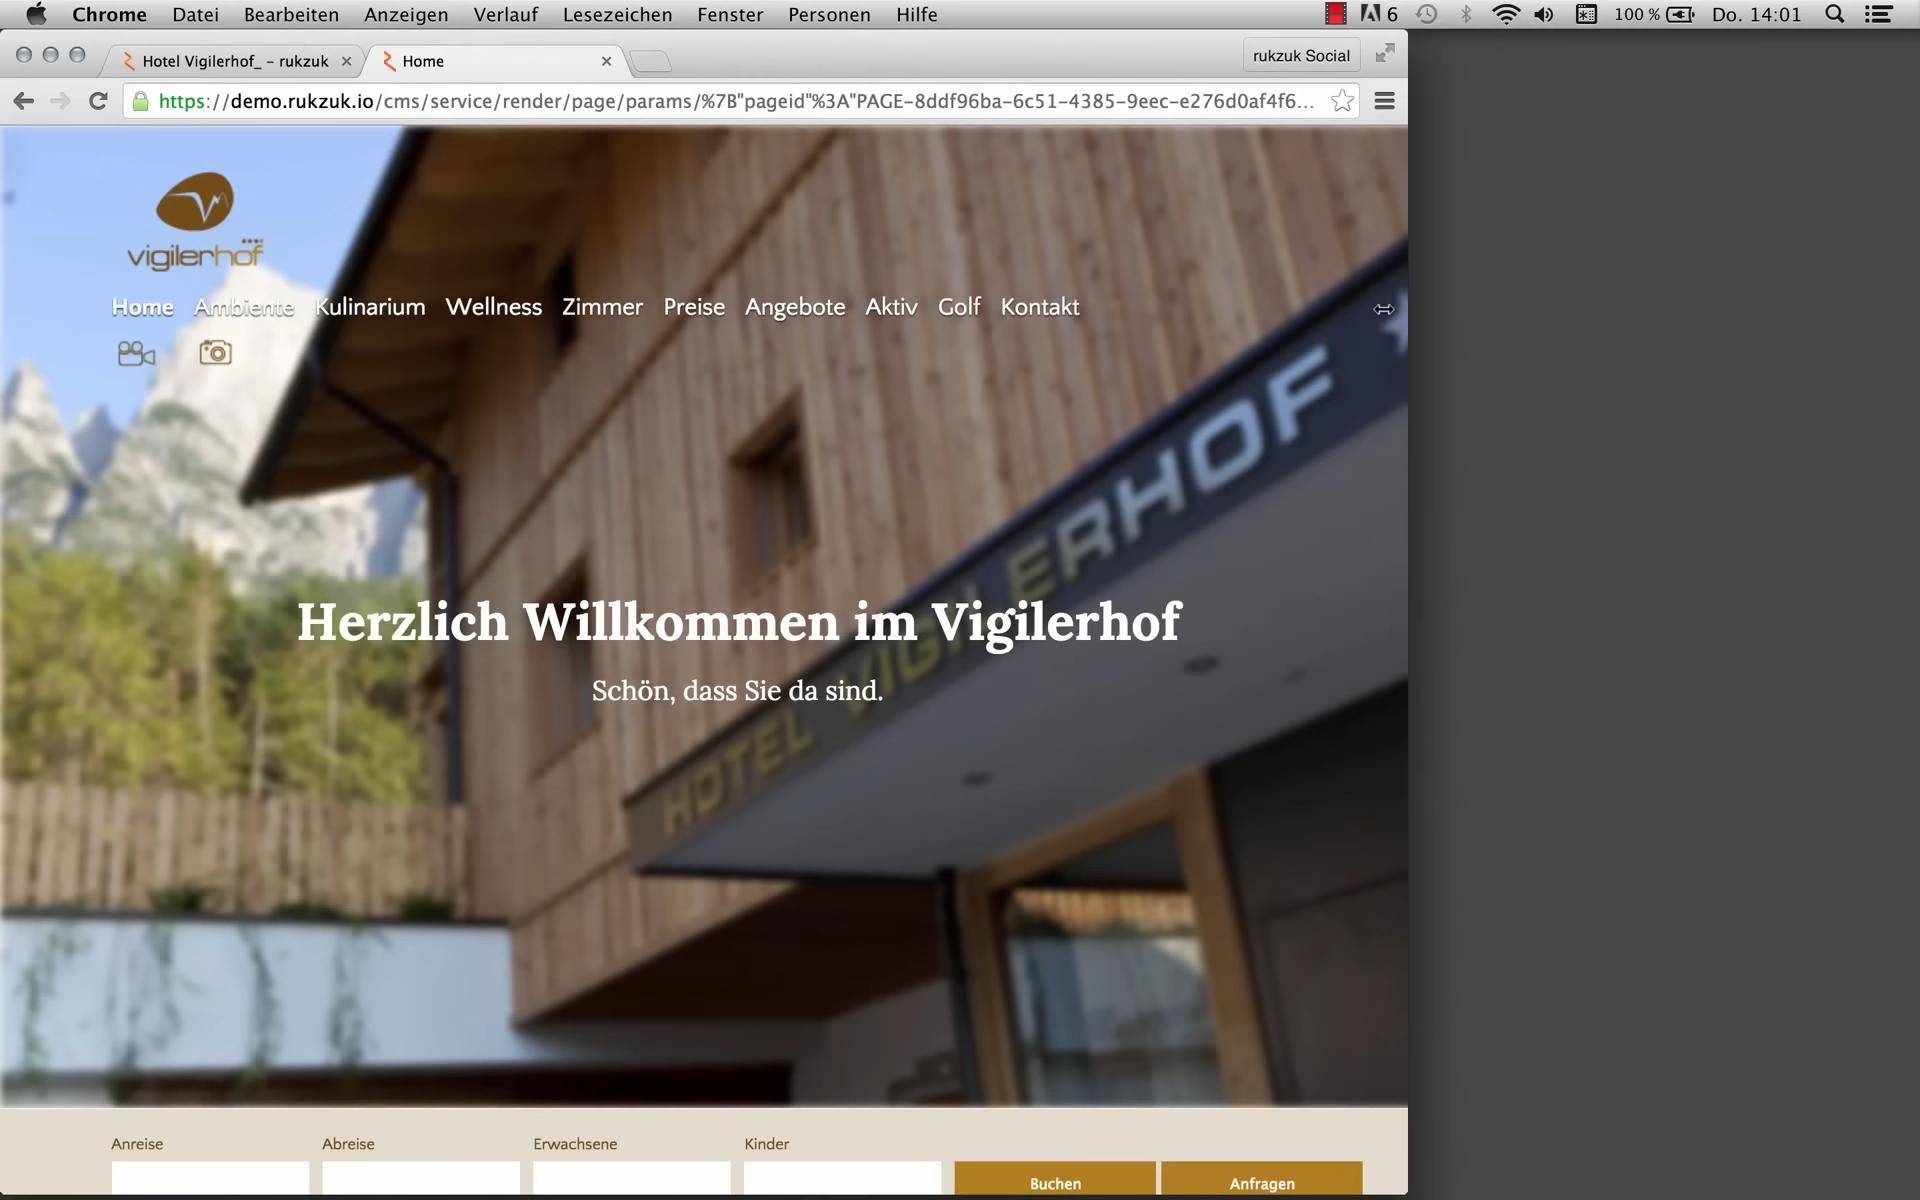 Chrome Datei Bearbeiten Anzeigen Verlauf Lesezeichen Fenster Personen Hilfe 6 100 % Do. 14:01
Hotel Vigilerhof_ – rukzuk Home rukzuk Social
https://demo.rukzuk.io/cms/service/render/page/params/%7B"pageid"%3A"PAGE-8ddf96ba-6c51-4385-9eec-e276d0af4f6...
vigilerhof
Home Ambiente Kulinarium Wellness Zimmer Preise Angebote Aktiv Golf Kontakt
HOTEL VIGILERHOF
Herzlich Willkommen im Vigilerhof
Schön, dass Sie da sind.
Anreise Abreise Erwachsene Kinder
Buchen Anfragen